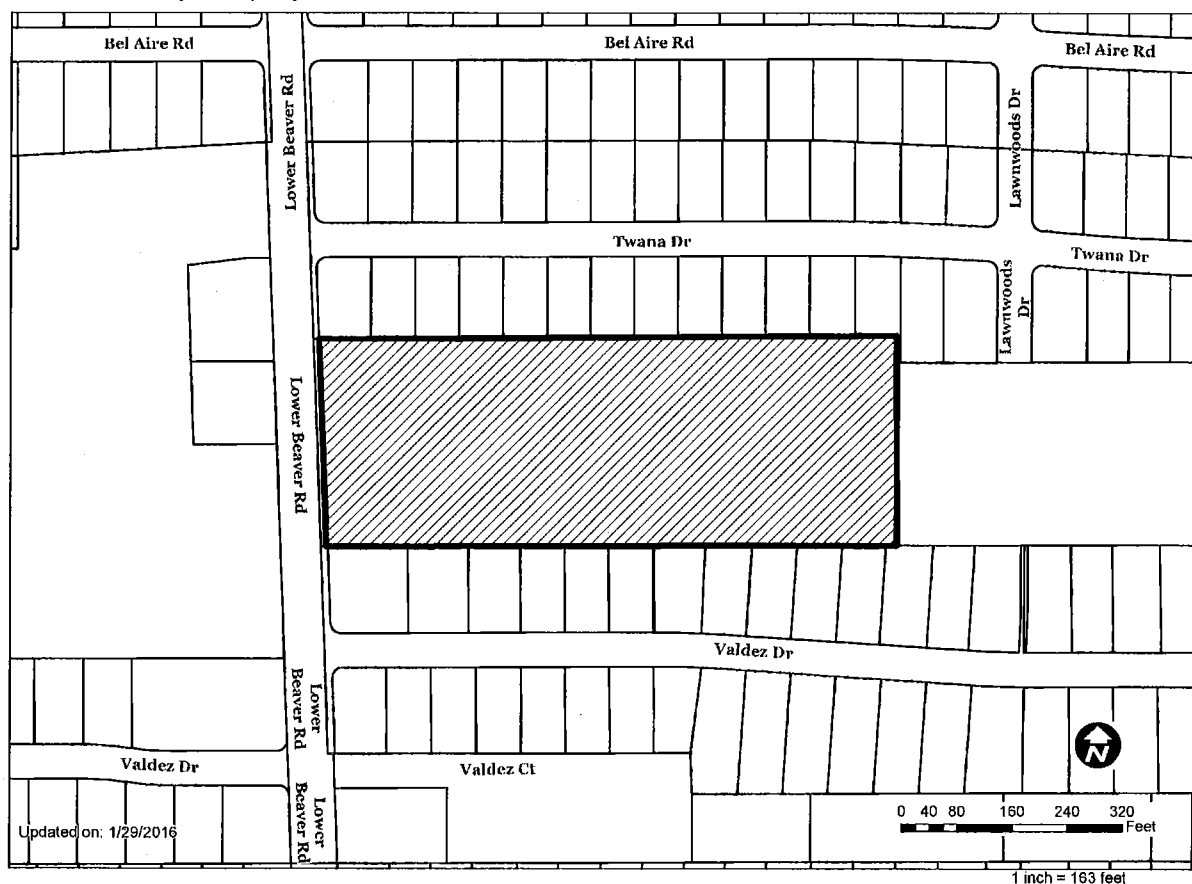 Bel Aire Rd
Bel Aire Rd
Bel Aire Rd
Lower Beaver Rd
Lawnwoods Dr
Twana Dr
Twana Dr
Lawnwoods
Dr
Lower Beaver Rd
Valdez Dr
Lower
Beaver Rd
Valdez Dr
Valdez Ct
N
Lower
Beaver Rd
0 40 80 160 240 320
Feet
Updated on: 1/29/2016
1 inch = 163 feet